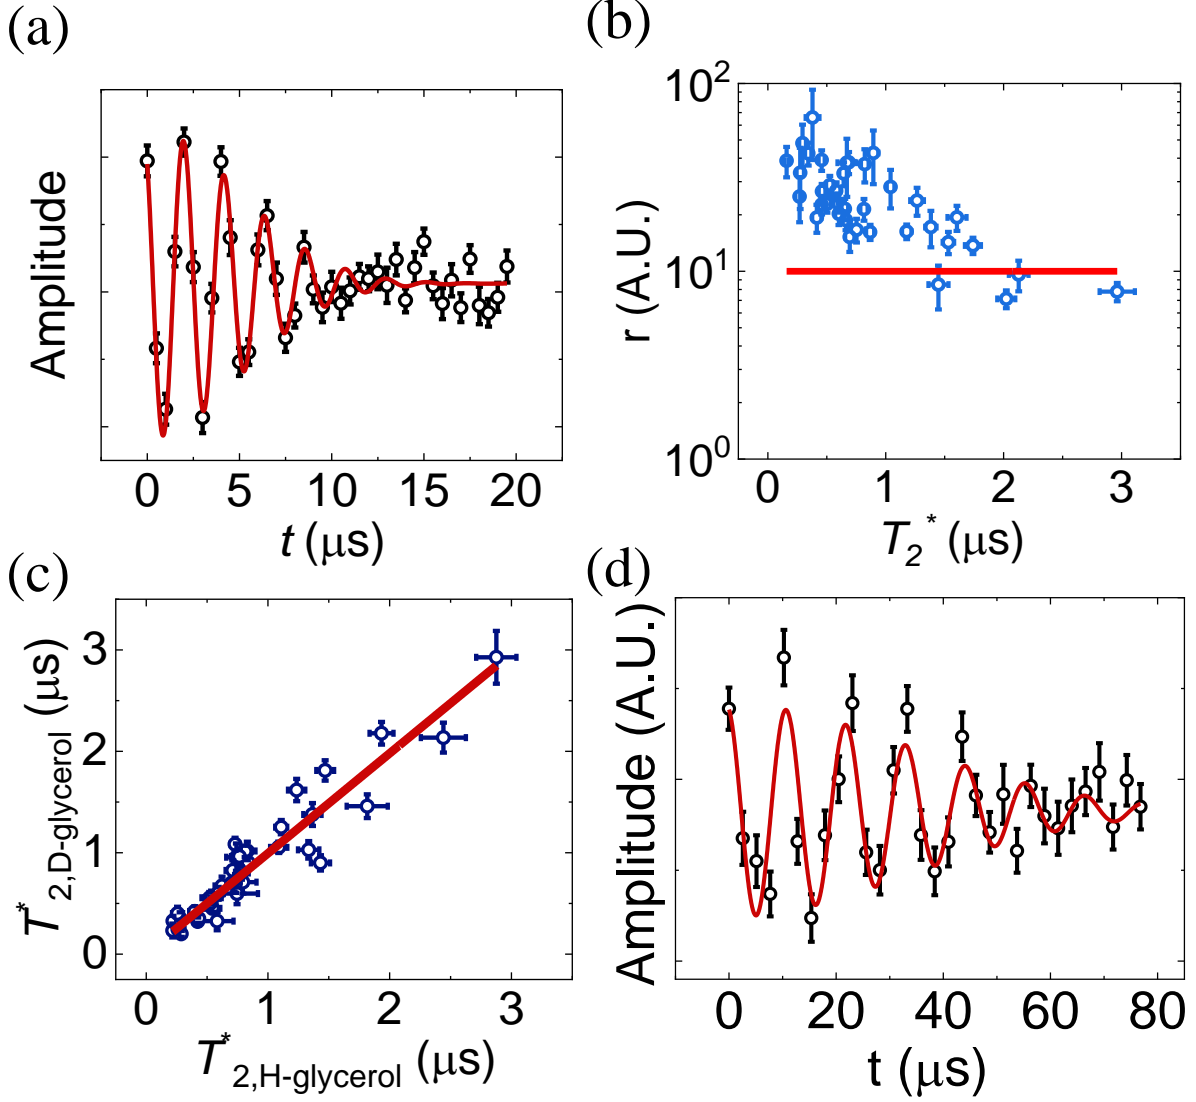 (a)
Amplitude
0 5 10 15 20
t (μs)
(b)
r (A.U.)
10²
10¹
10⁰
0 1 2 3
T₂* (μs)
(c)
T*2,D-glycerol (μs)
3
2
1
0
0 1 2 3
T*2,H-glycerol (μs)
(d)
Amplitude (A.U.)
0 20 40 60 80
t (μs)